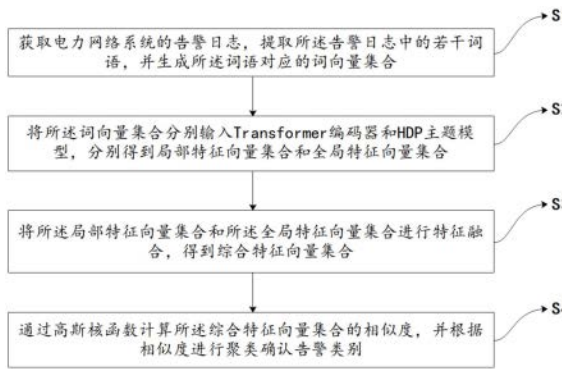 S
获取电力网络系统的告警日志，提取所述告警日志中的若干词
语，并生成所述词语对应的词向量集合
S
将所述词向量集合分别输入Transformer编码器和HDP主题模
型，分别得到局部特征向量集合和全局特征向量集合
S
将所述局部特征向量集合和所述全局特征向量集合进行特征融
合，得到综合特征向量集合
S
通过高斯核函数计算所述综合特征向量集合的相似度，并根据
相似度进行聚类确认告警类别